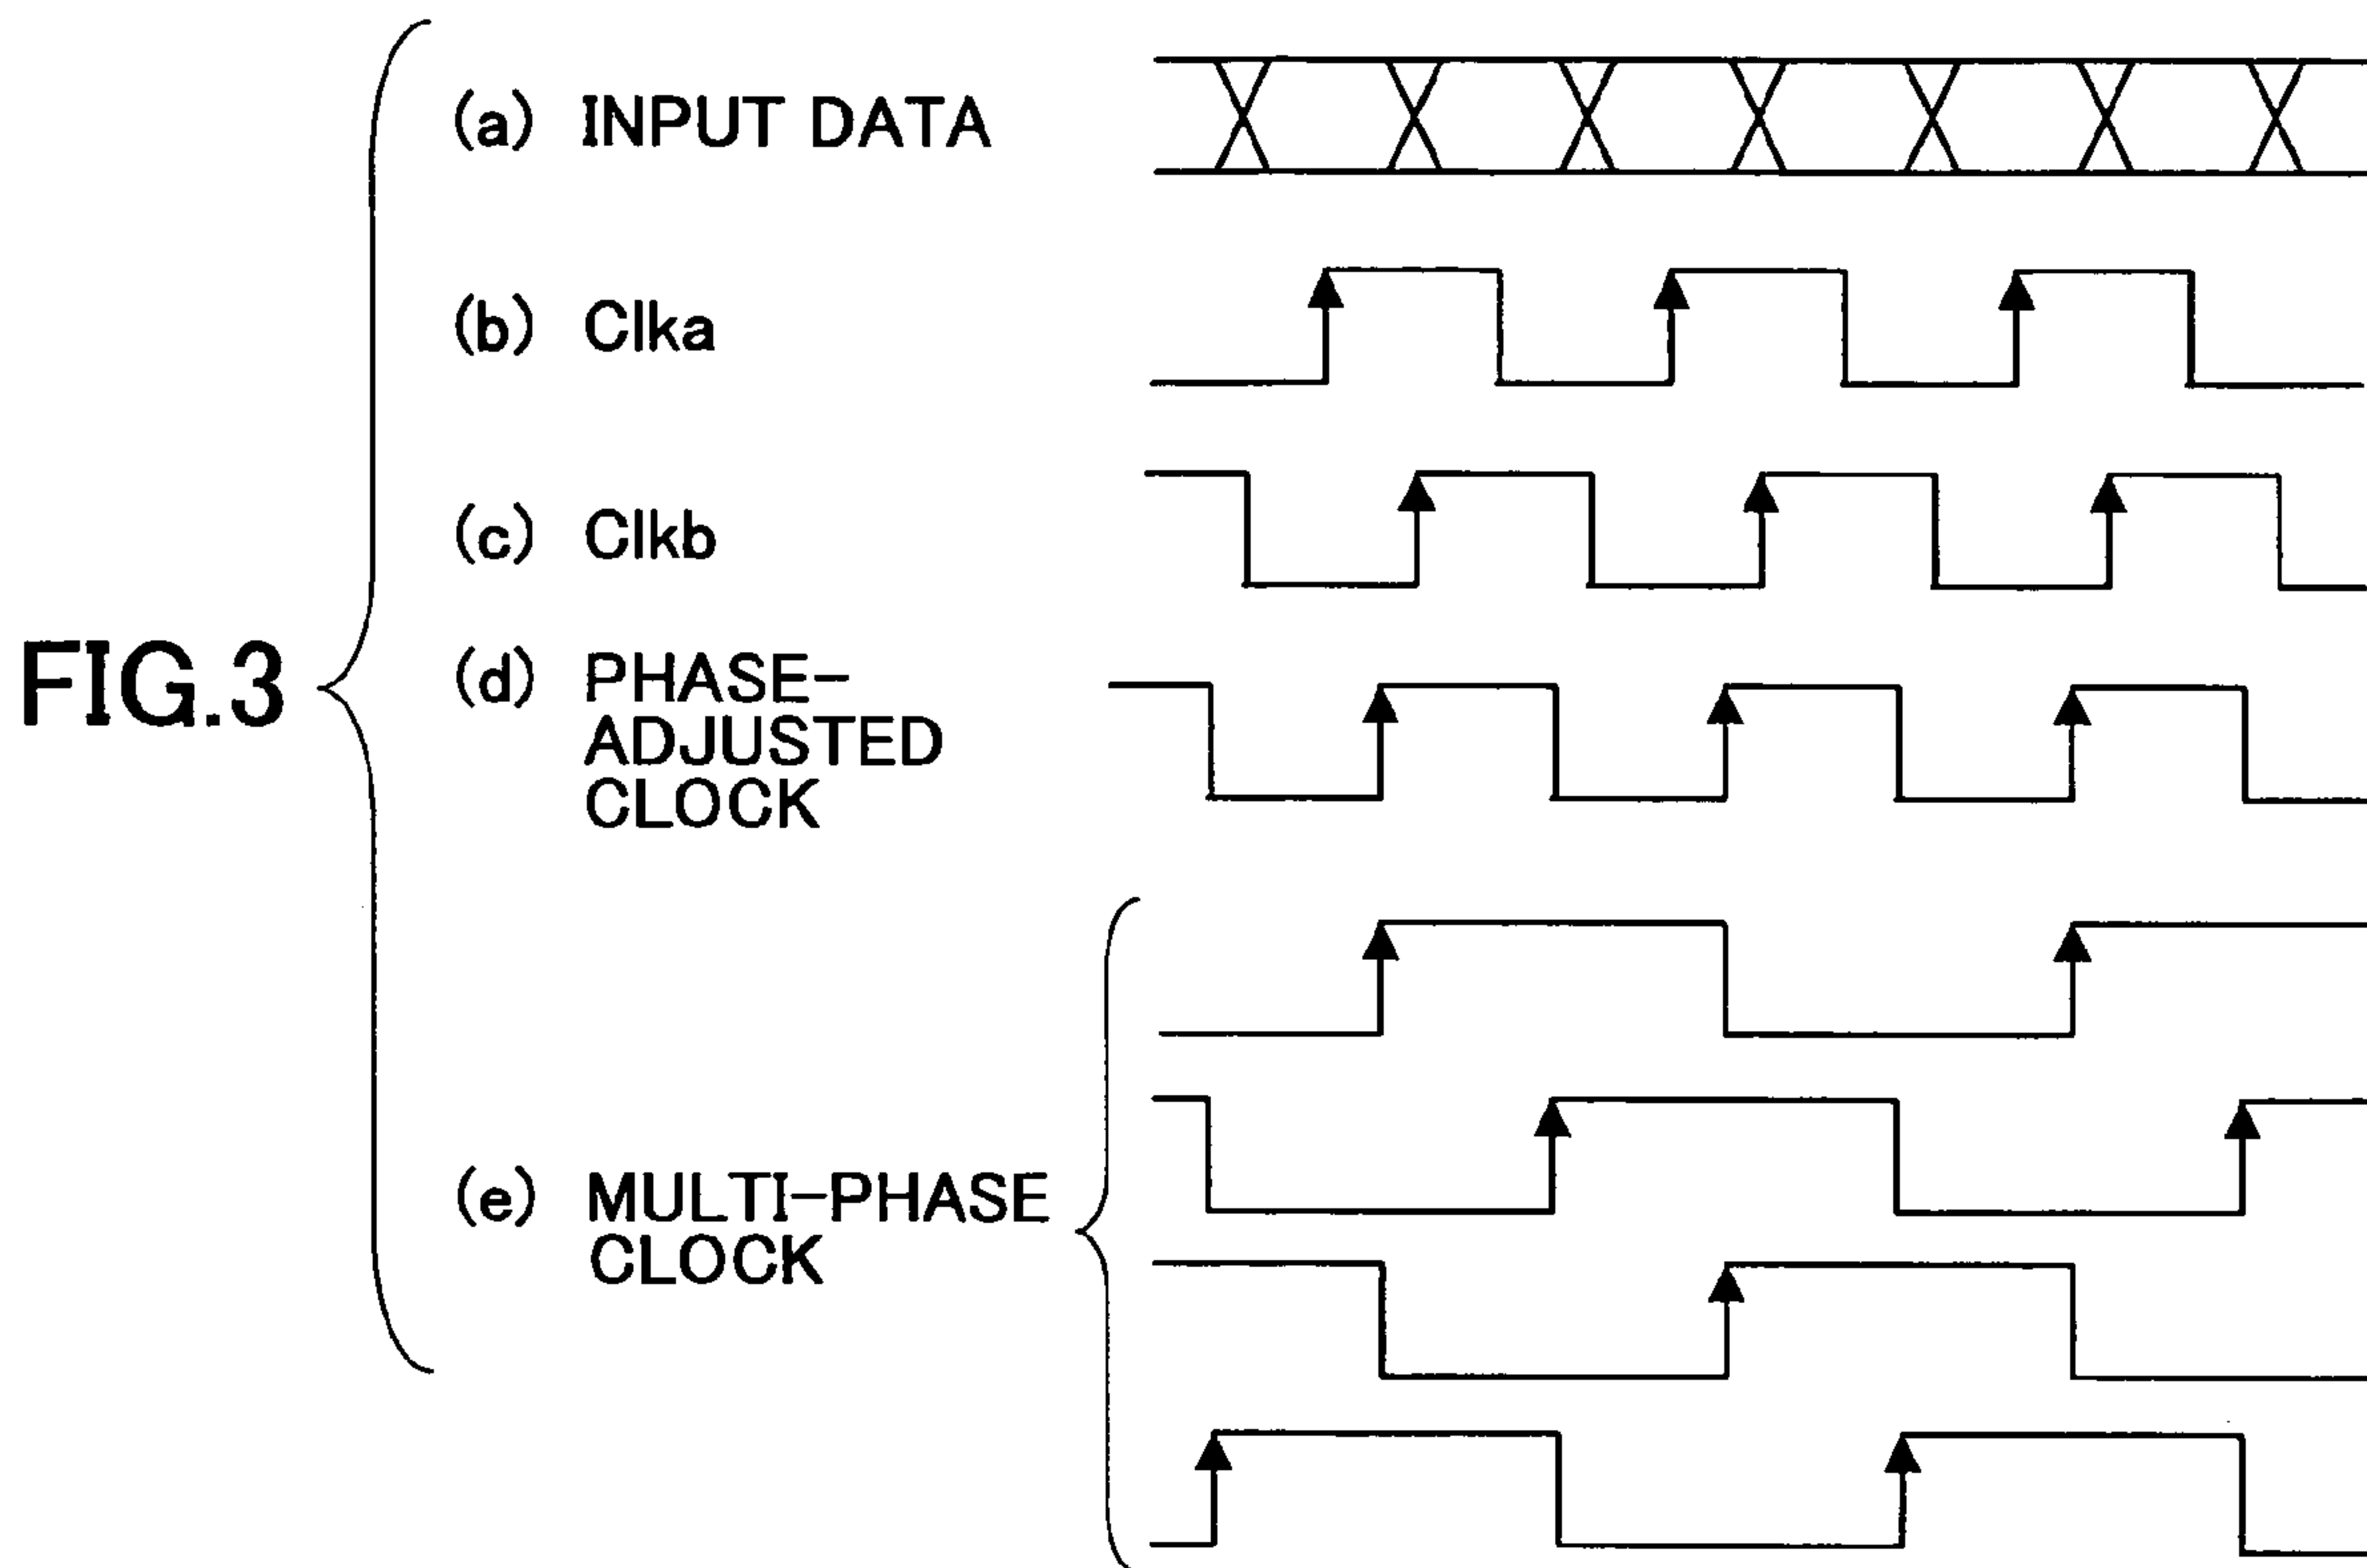 FIG.3
(a) INPUT DATA
(b) Clka
(c) Clkb
(d) PHASE-
ADJUSTED
CLOCK
(e) MULTI-PHASE
CLOCK